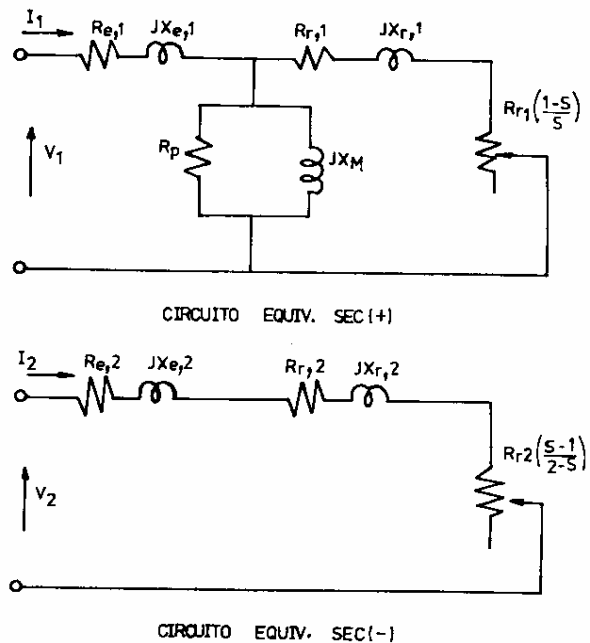 I1 Re,1 JXe,1 Rr,1 JXr,1
Rr1(1-S/S)
V1
Rp
JXM
CIRCUITO EQUIV. SEC(+)
I2 Re,2 JXe,2 Rr,2 JXr,2
Rr2(S-1/2-S)
V2
CIRCUITO EQUIV. SEC(-)